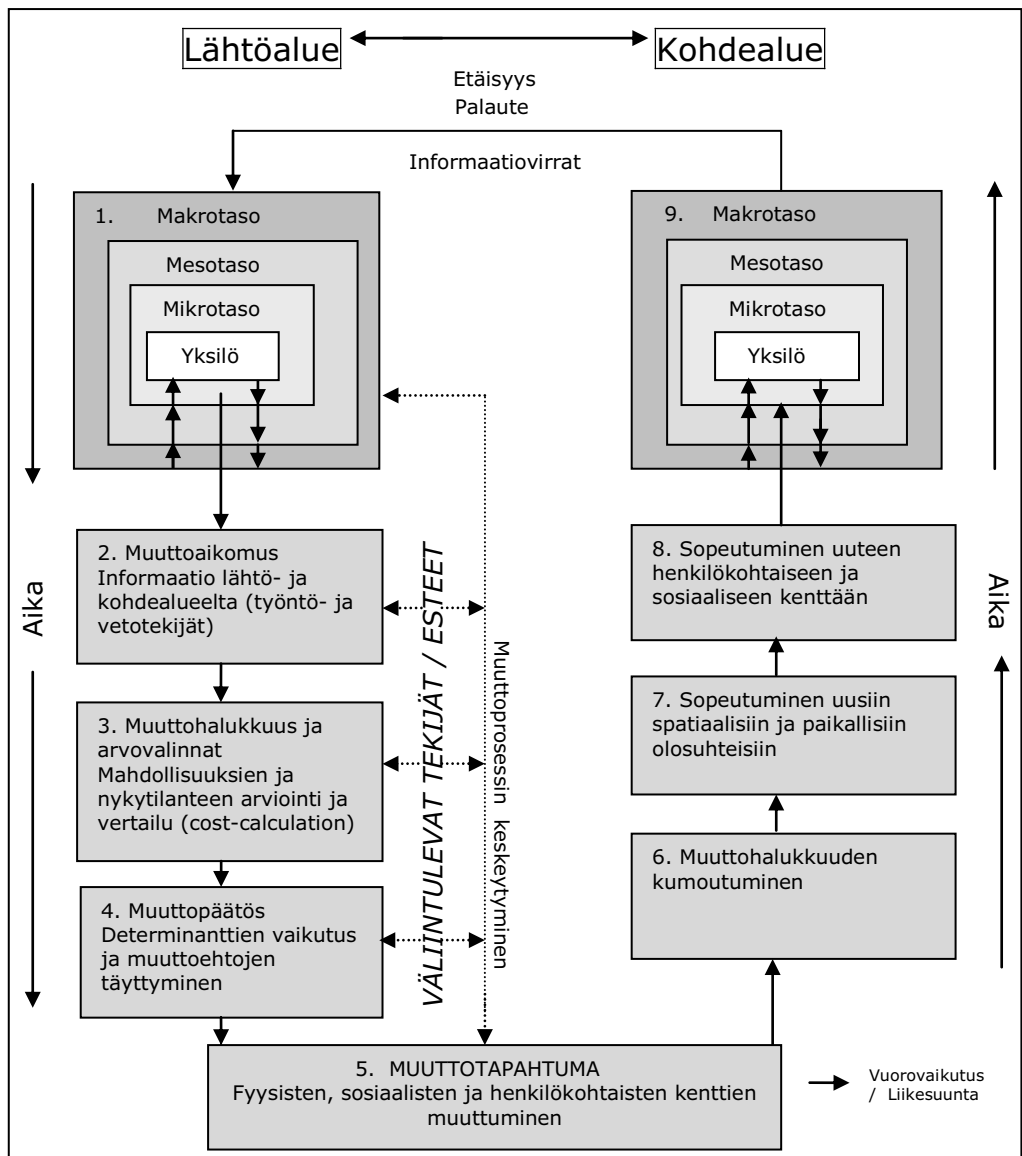 Lähtöalue
Kohdealue
Etäisyys
Palaute
Informaatiovirrat
1. Makrotaso
Mesotaso
Mikrotaso
Yksilö
9. Makrotaso
Mesotaso
Mikrotaso
Yksilö
Aika
2. Muuttoaikomus
Informaatio lähtö- ja
kohdealueelta (työntö- ja
vetotekijät)
3. Muuttohalukkuus ja
arvovalinnat
Mahdollisuuksien ja
nykytilanteen arviointi ja
vertailu (cost-calculation)
4. Muuttopäätös
Determinanttien vaikutus
ja muuttoehtojen
täyttyminen
VÄLIINTULEVAT TEKIJÄT / ESTEET
Muuttoprosessin keskeytyminen
5. MUUTTOTAPAHTUMA
Fyysisten, sosiaalisten ja henkilökohtaisten kenttien
muuttuminen
6. Muuttohalukkuuden
kumoutuminen
7. Sopeutuminen uusiin
spatiaalisiin ja paikallisiin
olosuhteisiin
8. Sopeutuminen uuteen
henkilökohtaiseen ja
sosiaaliseen kenttään
Aika
Vuorovaikutus
/ Liikesuunta